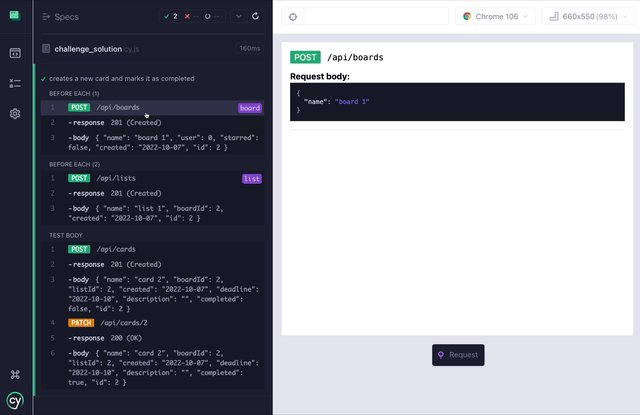 Specs
2
--
--
Chrome 106
660x550 (98%)
challenge_solution cy.js
160ms
creates a new card and marks it as completed
BEFORE EACH (1)
1 POST /api/boards board
2 -response 201 (Created)
3 -body { "name": "board 1", "user": 0, "starred":
false, "created": "2022-10-07", "id": 2 }
BEFORE EACH (2)
1 POST /api/lists list
2 -response 201 (Created)
3 -body { "name": "list 1", "boardId": 2,
"created": "2022-10-07", "id": 2 }
TEST BODY
1 POST /api/cards
2 -response 201 (Created)
3 -body { "name": "card 2", "boardId": 2,
"listId": 2, "created": "2022-10-07", "deadline":
"2022-10-10", "description": "", "completed":
false, "id": 2 }
4 PATCH /api/cards/2
5 -response 200 (OK)
6 -body { "name": "card 2", "boardId": 2,
"listId": 2, "created": "2022-10-07", "deadline":
"2022-10-10", "description": "", "completed":
true, "id": 2 }
cy
POST /api/boards
Request body:
{
"name": "board 1"
}
Request